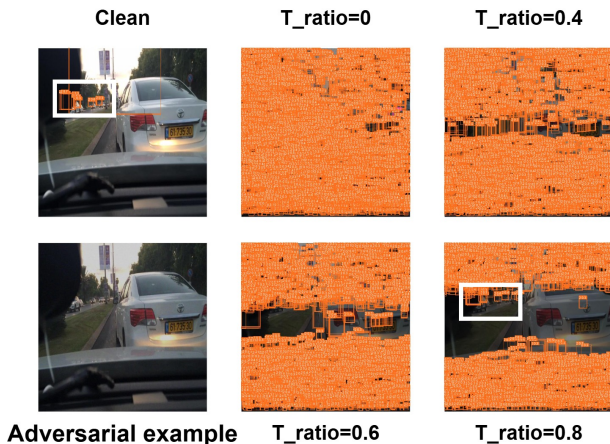 Clean
T_ratio=0
T_ratio=0.4
Adversarial example
T_ratio=0.6
T_ratio=0.8